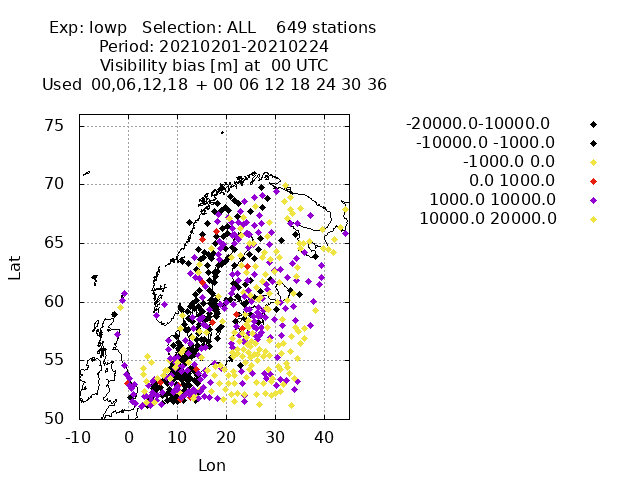 Exp: lowp   Selection: ALL    649 stations
Period: 20210201-20210224
Visibility bias [m] at  00 UTC
Used  00,06,12,18  + 00 06 12 18 24 30 36
-20000.0-10000.0
-10000.0 -1000.0
-1000.0 0.0
0.0 1000.0
1000.0 10000.0
10000.0 20000.0
75
70
65
60
55
50
Lat
-10 0 10 20 30 40
Lon